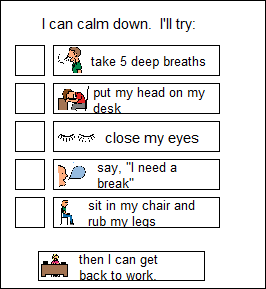 I can calm down.  I'll try:
take 5 deep breaths
put my head on my
desk
close my eyes
say, "I need a
break"
sit in my chair and
rub my legs
then I can get
back to work.